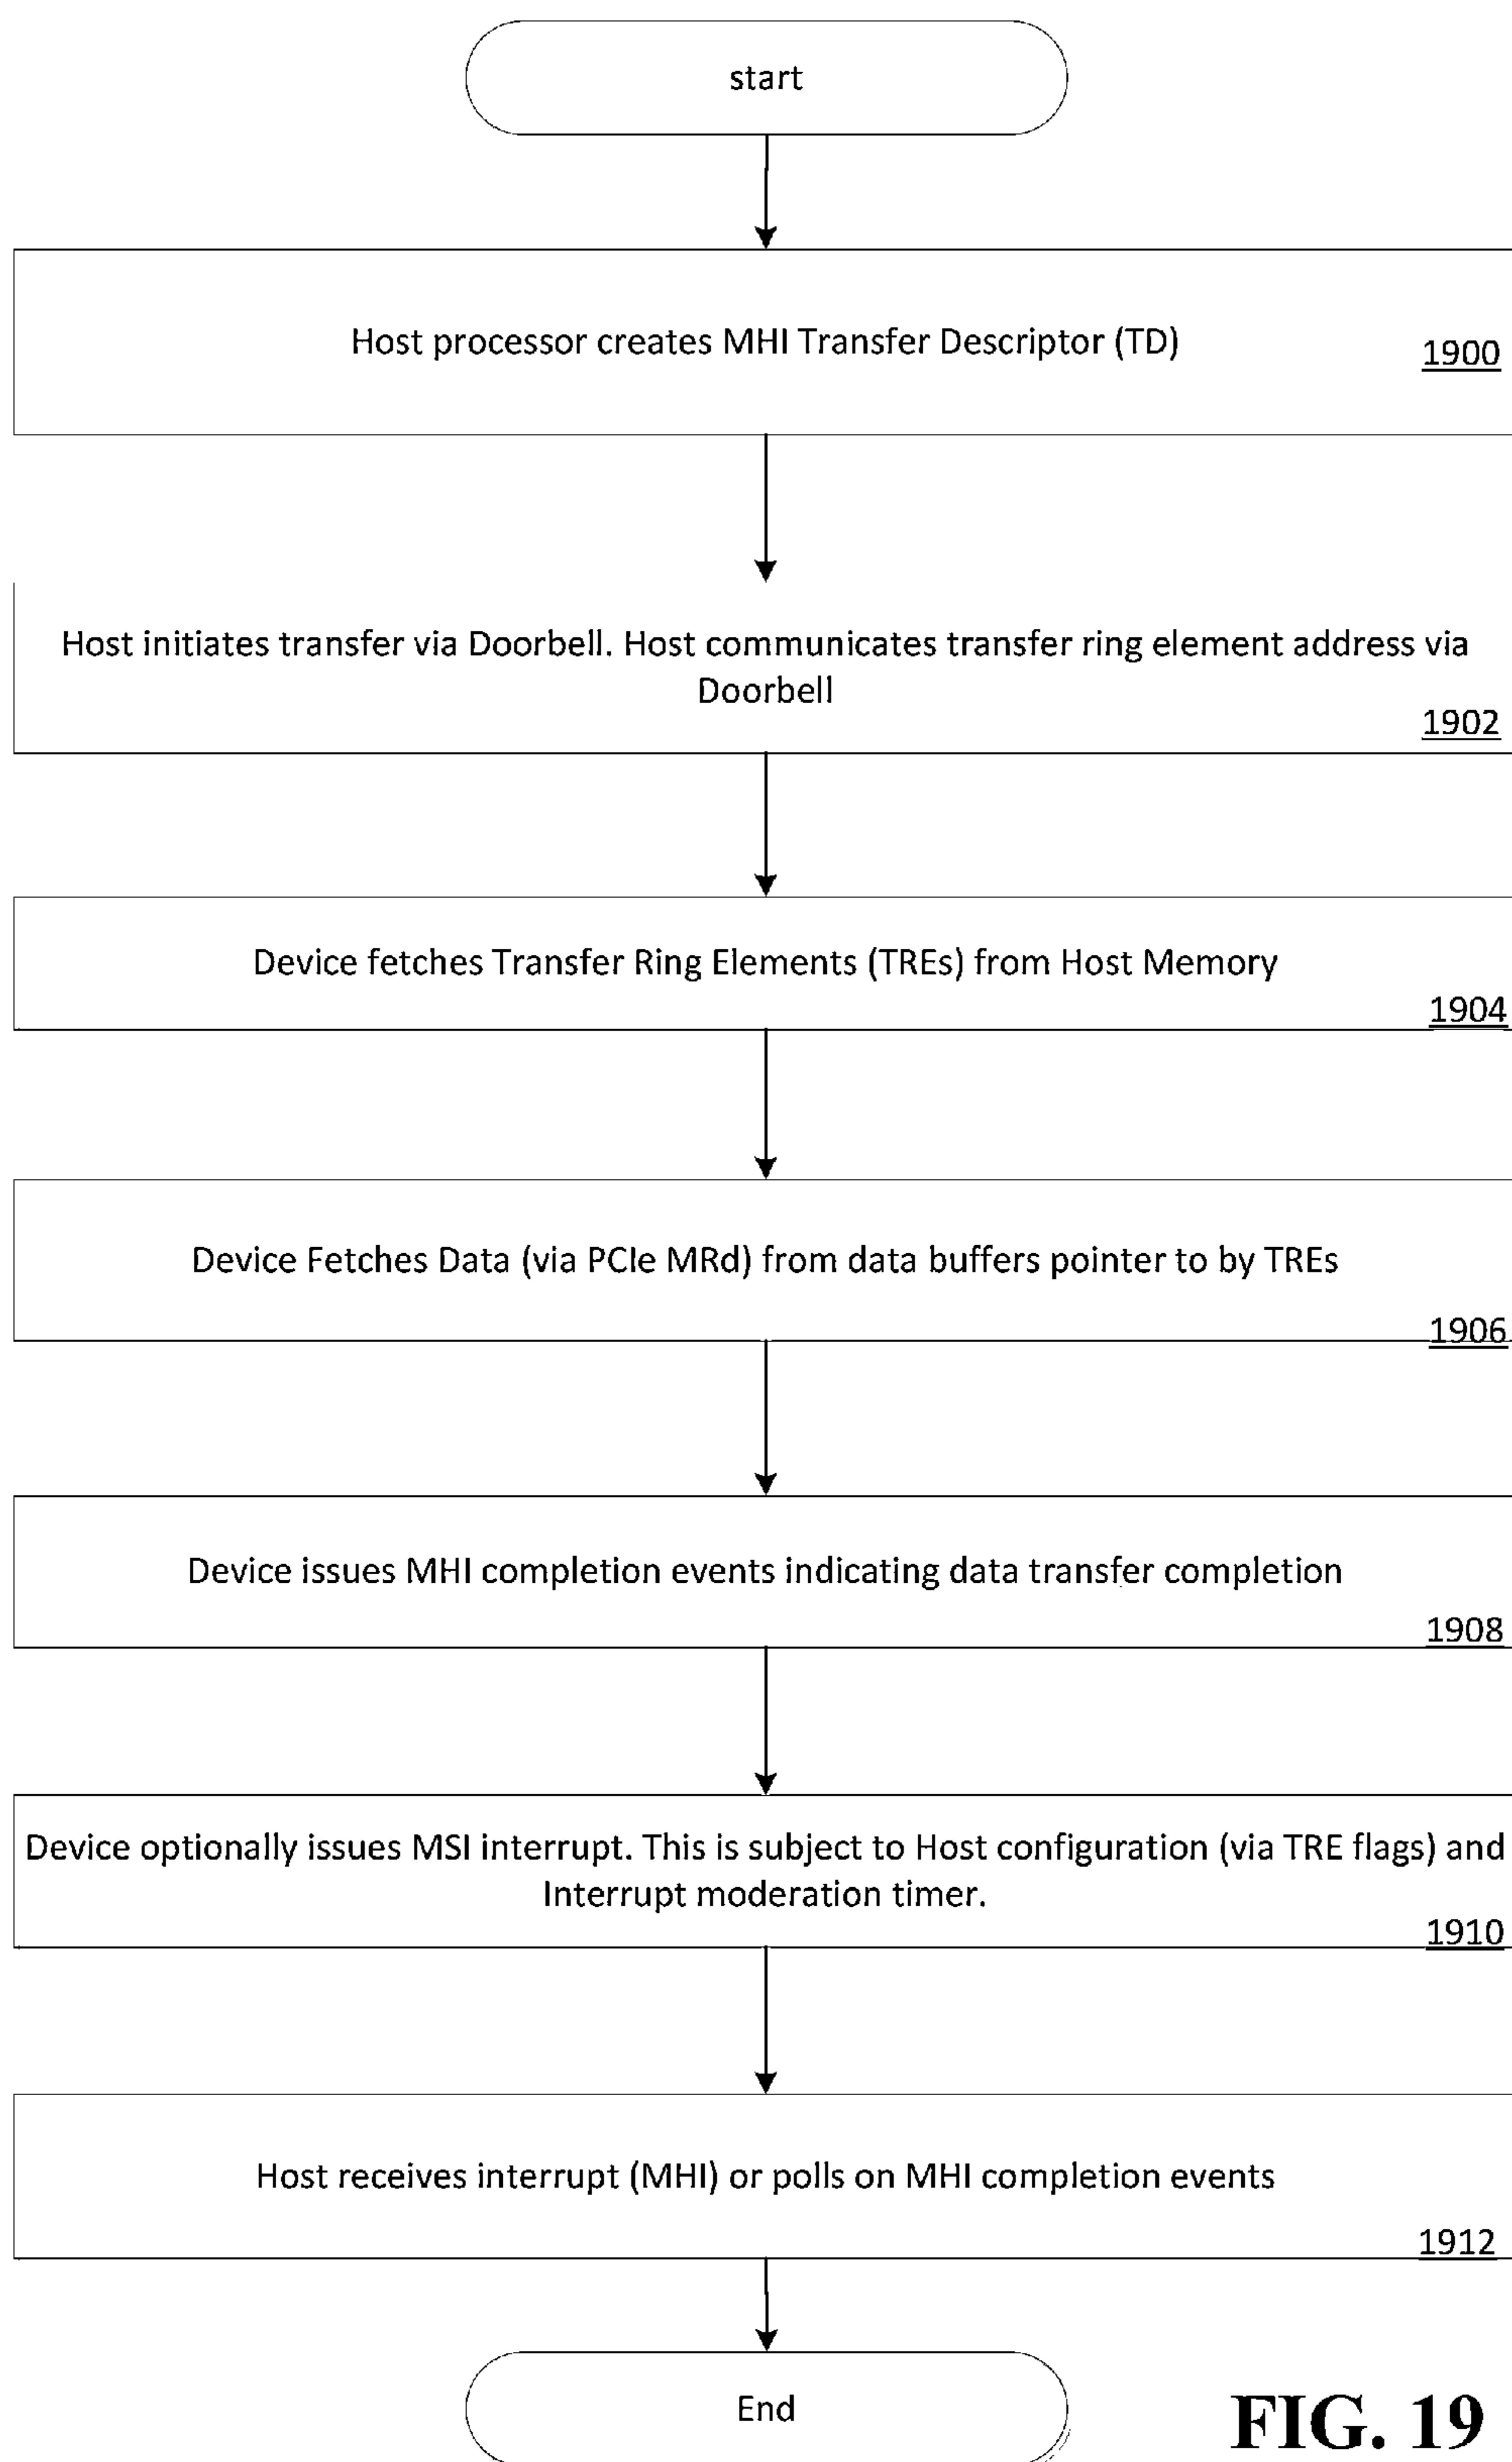 start
Host processor creates MHI Transfer Descriptor (TD)
1900
Host initiates transfer via Doorbell. Host communicates transfer ring element address via
Doorbell
1902
Device fetches Transfer Ring Elements (TREs) from Host Memory
1904
Device Fetches Data (via PCIe MRd) from data buffers pointer to by TREs
1906
Device issues MHI completion events indicating data transfer completion
1908
Device optionally issues MSI interrupt. This is subject to Host configuration (via TRE flags) and
Interrupt moderation timer.
1910
Host receives interrupt (MHI) or polls on MHI completion events
1912
End
FIG. 19